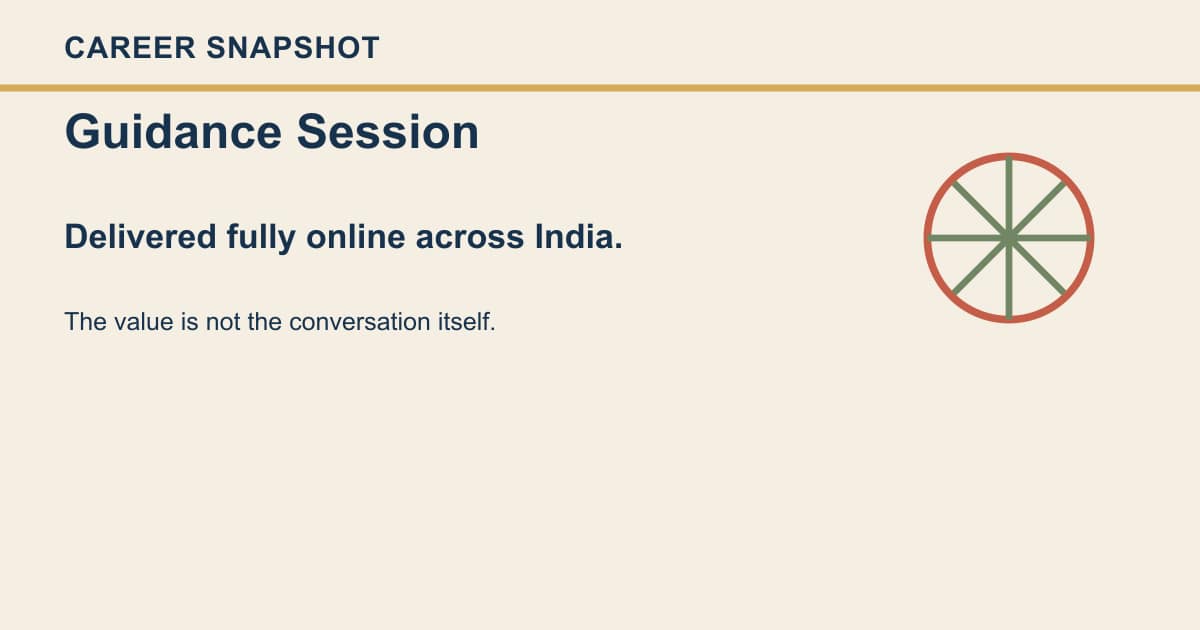 CAREER SNAPSHOT
Guidance Session
Delivered fully online across India.
The value is not the conversation itself.